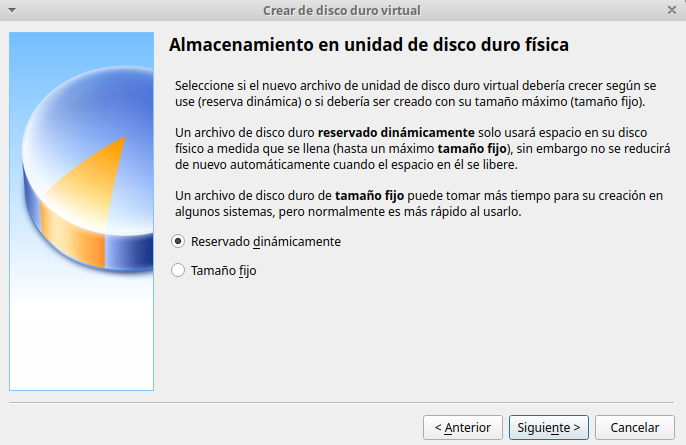 Crear de disco duro virtual
Almacenamiento en unidad de disco duro física
Seleccione si el nuevo archivo de unidad de disco duro virtual debería crecer según se
use (reserva dinámica) o si debería ser creado con su tamaño máximo (tamaño fijo).
Un archivo de disco duro reservado dinámicamente solo usará espacio en su disco
físico a medida que se llena (hasta un máximo tamaño fijo), sin embargo no se reducirá
de nuevo automáticamente cuando el espacio en él se libere.
Un archivo de disco duro de tamaño fijo puede tomar más tiempo para su creación en
algunos sistemas, pero normalmente es más rápido al usarlo.
Reservado dinámicamente
Tamaño fijo
< Anterior
Siguiente >
Cancelar